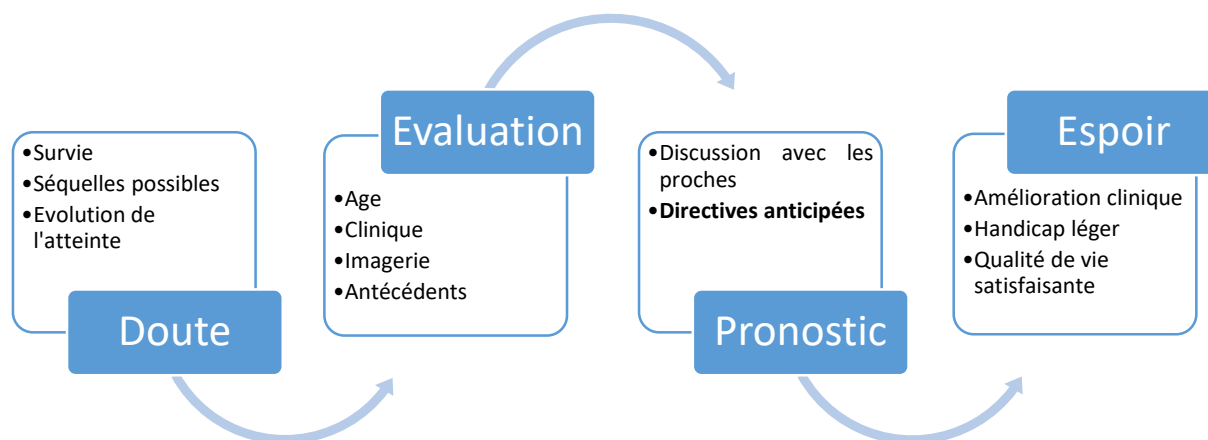 •Survie
•Séquelles possibles
•Evolution de
l'atteinte
Doute
Evaluation
•Age
•Clinique
•Imagerie
•Antécédents
•Discussion avec les
proches
•Directives anticipées
Pronostic
Espoir
•Amélioration clinique
•Handicap léger
•Qualité de vie
satisfaisante